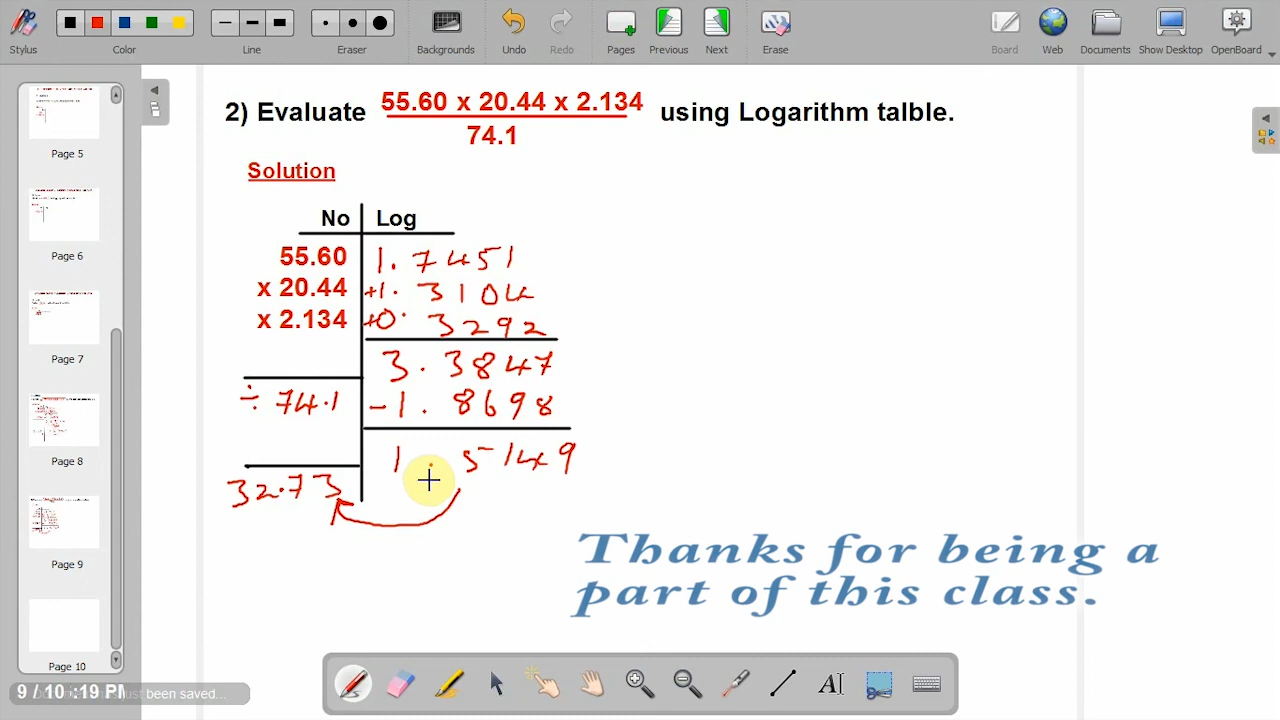 Stylus Color Line Eraser Backgrounds Undo Redo Pages Previous Next Erase Board Web Documents Show Desktop OpenBoard
Page 5
Page 6
Page 7
Page 8
Page 9
Page 10
2) Evaluate 55.60 x 20.44 x 2.134 using Logarithm talble.
74.1
Solution
No Log
55.60 1.7451
x 20.44 +1.3104
x 2.134 +0.3292
3.3847
÷ 74.1 -1.8698
1.5149
32.73
Thanks for being a
part of this class.
9 / 10 19 ust been saved...